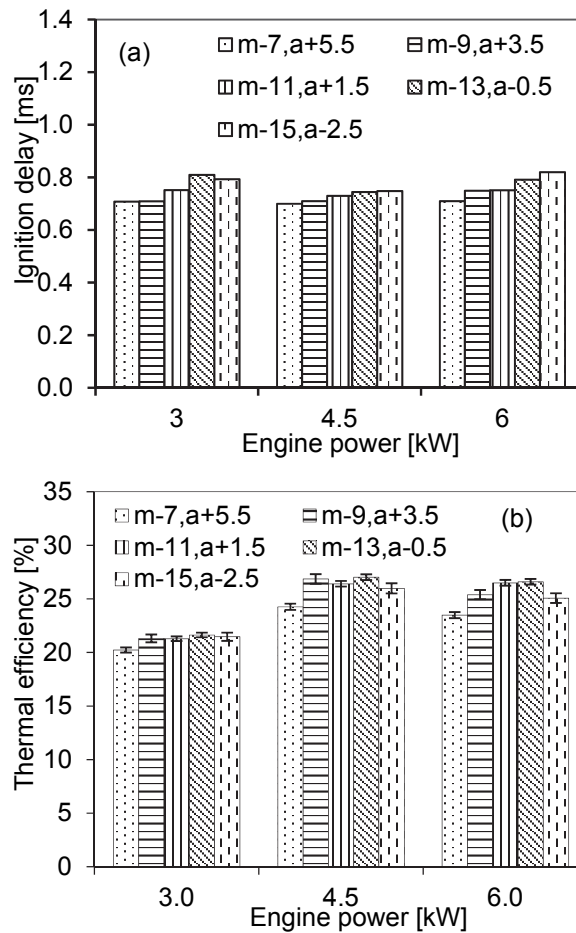 1.4
1.2
1.0
0.8
0.6
0.4
0.2
0.0
Ignition delay [ms]
(a)
m-7,a+5.5 m-9,a+3.5
m-11,a+1.5 m-13,a-0.5
m-15,a-2.5
3 4.5 6
Engine power [kW]
35
30
25
20
15
10
5
0
Thermal efficiency [%]
m-7,a+5.5 m-9,a+3.5 (b)
m-11,a+1.5 m-13,a-0.5
m-15,a-2.5
3.0 4.5 6.0
Engine power [kW]